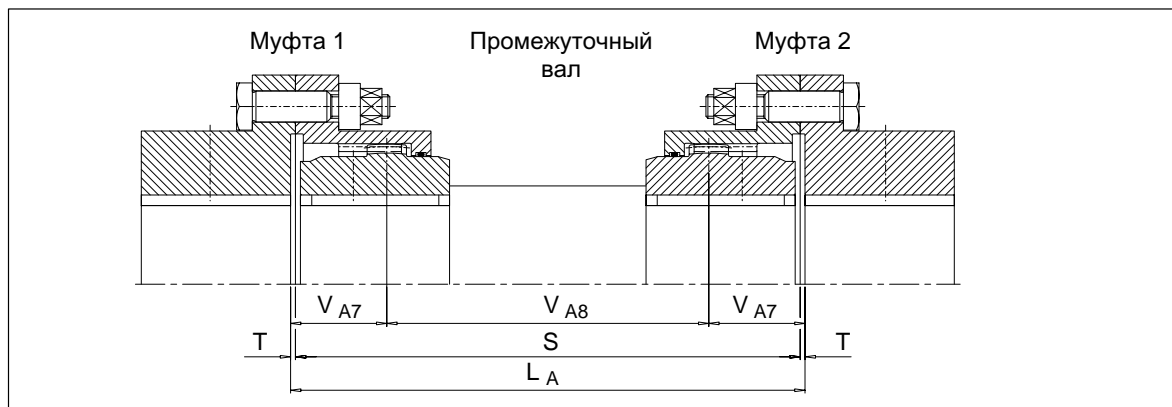 Муфта 1
Промежуточный
вал
Муфта 2
V A7
V A8
V A7
T
S
T
L A